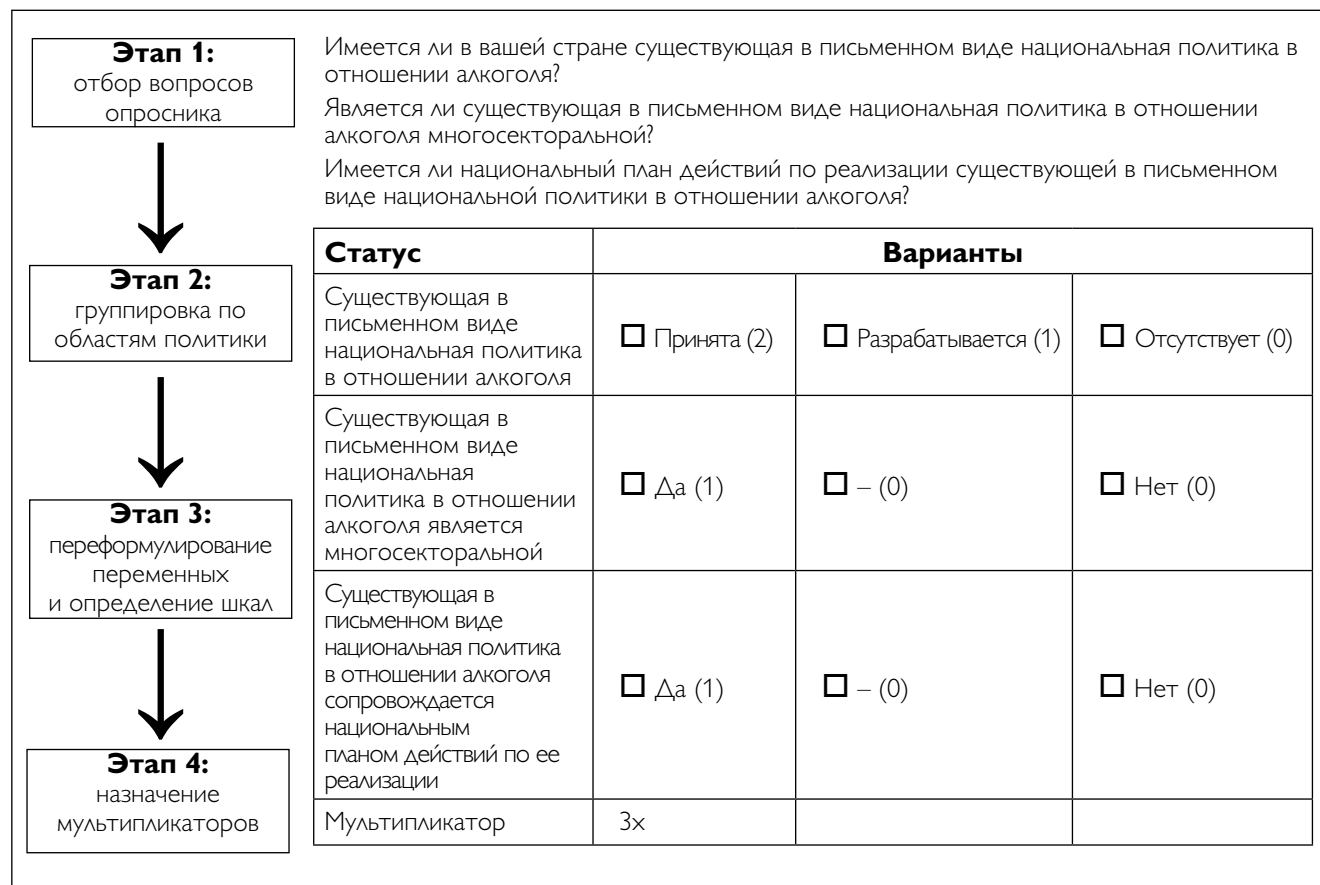 Этап 1:
отбор вопросов
опросника
Имеется ли в вашей стране существующая в письменном виде национальная политика в
отношении алкоголя?
Является ли существующая в письменном виде национальная политика в отношении
алкоголя многосекторальной?
Имеется ли национальный план действий по реализации существующей в письменном
виде национальной политики в отношении алкоголя?
Этап 2:
группировка по
областям политики
Этап 3:
переформулирование
переменных
и определение шкал
Этап 4:
назначение
мультипликаторов
Статус
Варианты
Существующая в
письменном виде
национальная политика
в отношении алкоголя
Принята (2)
Разрабатывается (1)
Отсутствует (0)
Существующая в
письменном виде
национальная
политика в отношении
алкоголя является
многосекторальной
Да (1)
– (0)
Нет (0)
Существующая в
письменном виде
национальная политика
в отношении алкоголя
сопровождается
национальным
планом действий по ее
реализации
Да (1)
– (0)
Нет (0)
Мультипликатор
3x